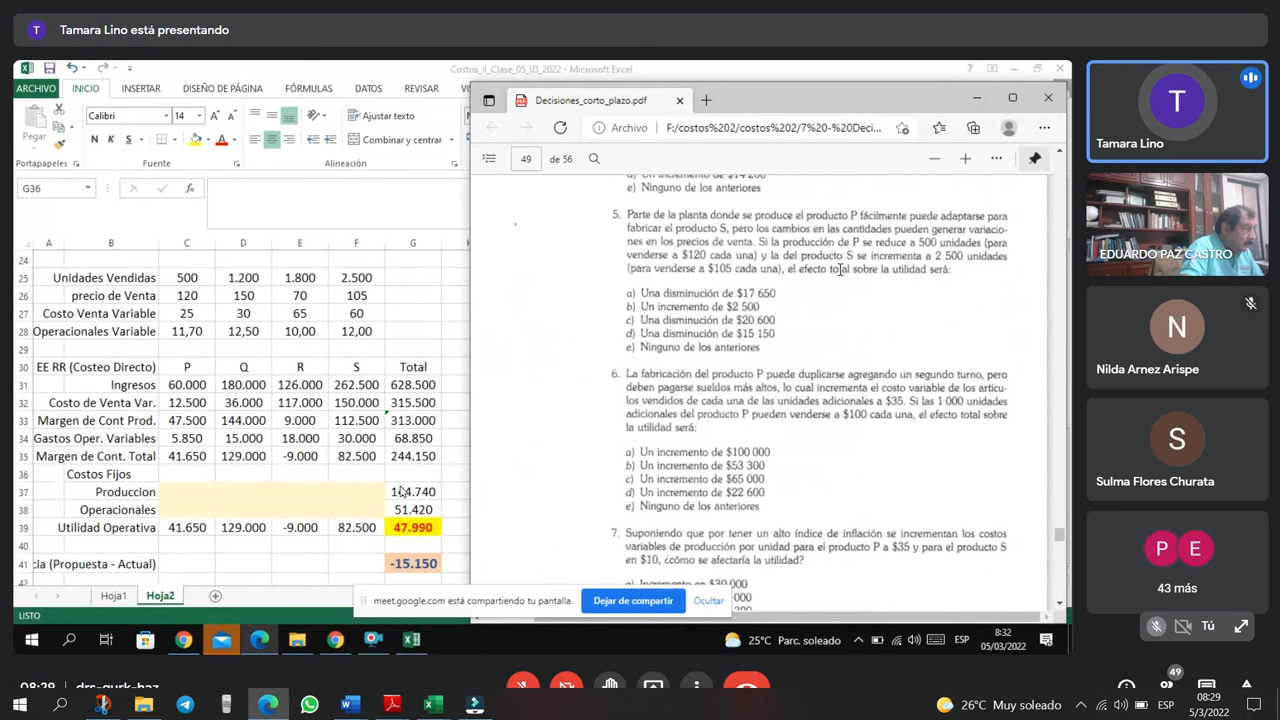 Tamara Lino está presentando
Costos_II_Clase_05_03_2022 - Microsoft Excel
ARCHIVO INICIO INSERTAR DISEÑO DE PÁGINA FÓRMULAS DATOS REVISAR
Calibri 14
Ajustar texto
N K S
Combinar y centrar
Pegar
Portapapeles Fuente Alineación
G36
A B C D E F G
24
25 Unidades Vendidas 500 1.200 1.800 2.500
26 precio de Venta 120 150 70 105
27 Costo Venta Variable 25 30 65 60
28 Operacionales Variable 11,70 12,50 10,00 12,00
29
30 EE RR (Costeo Directo) P Q R S Total
31 Ingresos 60.000 180.000 126.000 262.500 628.500
32 Costo de Venta Var. 12.500 36.000 117.000 150.000 315.500
33 Margen de Cont Prod. 47.500 144.000 9.000 112.500 313.000
34 Gastos Oper. Variables 5.850 15.000 18.000 30.000 68.850
35 Margen de Cont. Total 41.650 129.000 -9.000 82.500 244.150
36 Costos Fijos
37 Produccion 144.740
38 Operacionales 51.420
39 Utilidad Operativa 41.650 129.000 -9.000 82.500 47.990
40
41 cia (Propuesta - Actual) -15.150
42
Hoja1 Hoja2
LISTO
Decisiones_corto_plazo.pdf
Archivo F:/costos%202/costos%202/7%20-%20Deci...
49 de 56
e) Ninguno de los anteriores
5. Parte de la planta donde se produce el producto P fácilmente puede adaptarse para
fabricar el producto S, pero los cambios en las cantidades pueden generar variacio-
nes en los precios de venta. Si la producción de P se reduce a 500 unidades (para
venderse a $120 cada una) y la del producto S se incrementa a 2 500 unidades
(para venderse a $105 cada una), el efecto total sobre la utilidad será:
a) Una disminución de $17 650
b) Un incremento de $2 500
c) Una disminución de $20 600
d) Una disminución de $15 150
e) Ninguno de los anteriores
6. La fabricación del producto P puede duplicarse agregando un segundo turno, pero
deben pagarse sueldos más altos, lo cual incrementa el costo variable de los artícu-
los vendidos de cada una de las unidades adicionales a $35. Si las 1 000 unidades
adicionales del producto P pueden venderse a $100 cada una, el efecto total sobre
la utilidad será:
a) Un incremento de $100 000
b) Un incremento de $53 300
c) Un incremento de $65 000
d) Un incremento de $22 600
e) Ninguno de los anteriores
7. Suponiendo que por tener un alto índice de inflación se incrementan los costos
variables de producción por unidad para el producto P a $35 y para el producto S
en $10, ¿cómo se afectaría la utilidad?
a) Incremento en $30 000
meet.google.com está compartiendo tu pantalla. Dejar de compartir Ocultar
25°C Parc. soleado ESP 8:32
05/03/2022
T
Tamara Lino
EDUARDO PAZ CASTRO
N
Nilda Arnez Arispe
S
Sulma Flores Churata
P E
43 más
Tú
49
26°C Muy soleado ESP 08:29
5/3/2022